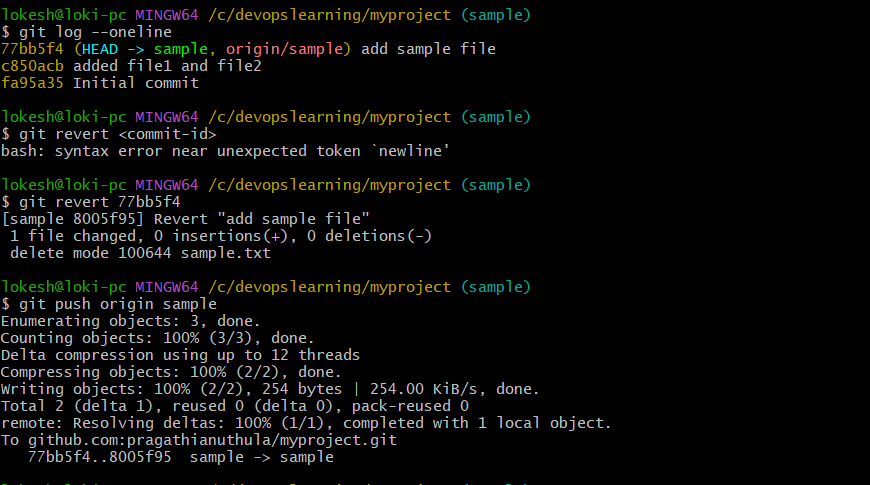 lokesh@loki-pc MINGW64 /c/devopslearning/myproject (sample)
$ git log --oneline
77bb5f4 (HEAD -> sample, origin/sample) add sample file
c850acb added file1 and file2
fa95a35 Initial commit
lokesh@loki-pc MINGW64 /c/devopslearning/myproject (sample)
$ git revert <commit-id>
bash: syntax error near unexpected token `newline'
lokesh@loki-pc MINGW64 /c/devopslearning/myproject (sample)
$ git revert 77bb5f4
[sample 8005f95] Revert "add sample file"
1 file changed, 0 insertions(+), 0 deletions(-)
delete mode 100644 sample.txt
lokesh@loki-pc MINGW64 /c/devopslearning/myproject (sample)
$ git push origin sample
Enumerating objects: 3, done.
Counting objects: 100% (3/3), done.
Delta compression using up to 12 threads
Compressing objects: 100% (2/2), done.
Writing objects: 100% (2/2), 254 bytes | 254.00 KiB/s, done.
Total 2 (delta 1), reused 0 (delta 0), pack-reused 0
remote: Resolving deltas: 100% (1/1), completed with 1 local object.
To github.com:pragathianuthula/myproject.git
77bb5f4..8005f95  sample -> sample